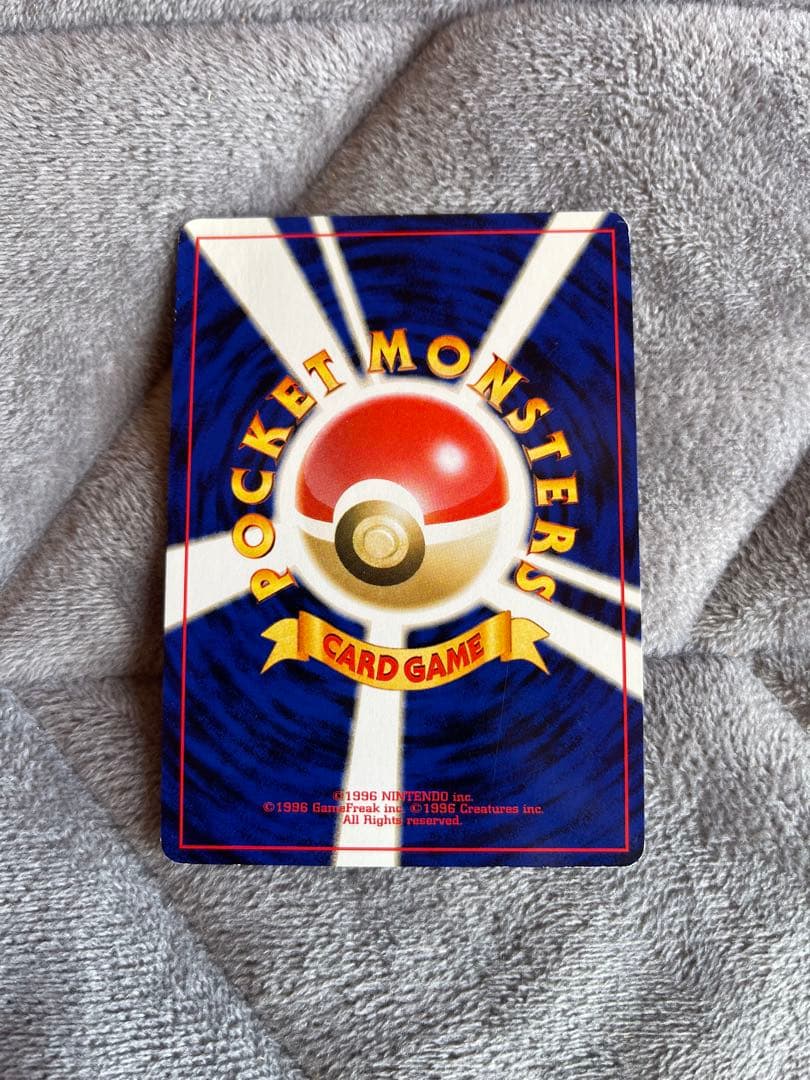 POCKET MONSTERS
CARD GAME
©1996 NINTENDO inc.
©1996 GameFreak inc. ©1996 Creatures inc.
All Rights reserved.